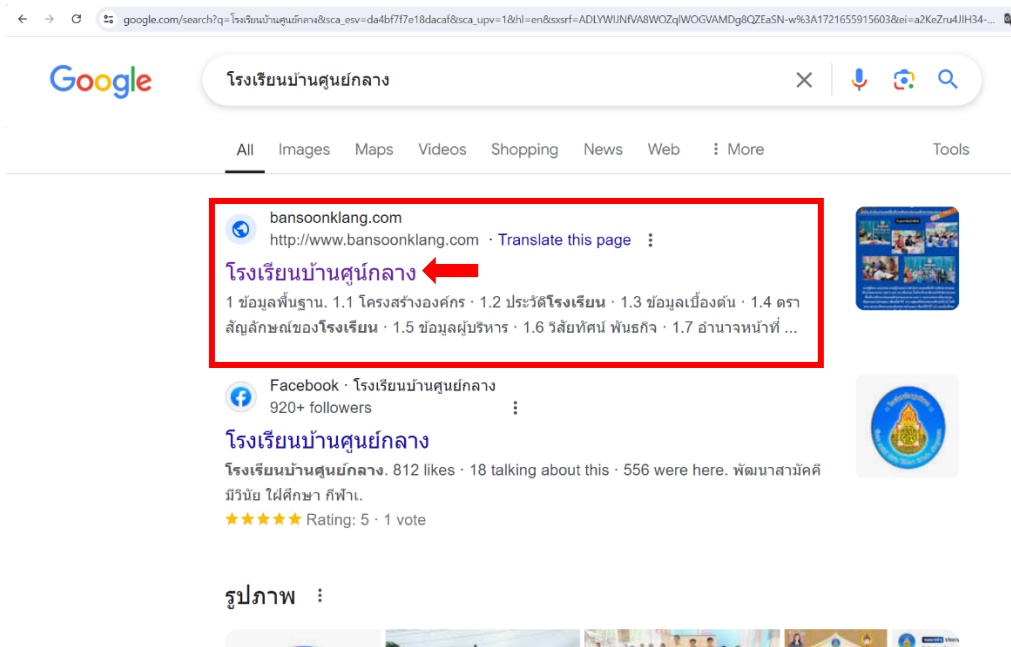 google.com/search?q=โรงเรียนบ้านศูนย์กลาง&sca_esv=da4bf7f7e18dacaf&sca_upv=1&hl=en&sxsrf=ADLYWIJNfVA8WOZqlWOGVAMDg8QZEaSN-w%3A1721655915603&ei=a2KeZru4JIH34-...
Google
โรงเรียนบ้านศูนย์กลาง
All Images Maps Videos Shopping News Web More Tools
bansoonklang.com
http://www.bansoonklang.com · Translate this page
โรงเรียนบ้านศูน์กลาง
1 ข้อมูลพื้นฐาน. 1.1 โครงสร้างองค์กร · 1.2 ประวัติโรงเรียน · 1.3 ข้อมูลเบื้องต้น · 1.4 ตรา
สัญลักษณ์ของโรงเรียน · 1.5 ข้อมูลผู้บริหาร · 1.6 วิสัยทัศน์ พันธกิจ · 1.7 อำนาจหน้าที่ ...
Facebook · โรงเรียนบ้านศูนย์กลาง
920+ followers
โรงเรียนบ้านศูนย์กลาง
โรงเรียนบ้านศูนย์กลาง. 812 likes · 18 talking about this · 556 were here. พัฒนาสามัคคี
มีวินัย ใฝ่ศึกษา กีฬาเ.
Rating: 5 · 1 vote
รูปภาพ